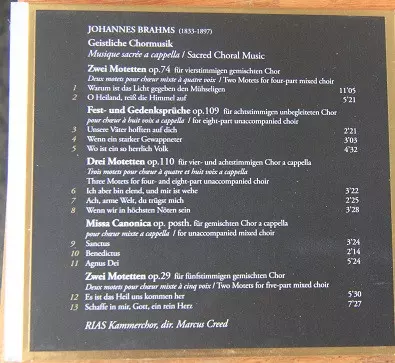 JOHANNES BRAHMS (1833-1897)
Geistliche Chormusik
Musique sacrée a cappella / Sacred Choral Music
Zwei Motetten op.74 für vierstimmigen gemischten Chor
Deux motets pour chœur mixte à quatre voix / Two Motets for four-part mixed choir
1 Warum ist das Licht gegeben den Mühseligen 11'05
2 O Heiland, reiß die Himmel auf 5'21
Fest- und Gedenksprüche op.109 für achtstimmigen unbegleiteten Chor
pour chœur à huit voix a cappella / for eight-part unaccompanied choir
3 Unsere Väter hofften auf dich 2'21
4 Wenn ein starker Gewappneter 3'03
5 Wo ist ein so herrlich Volk 4'32
Drei Motetten op.110 für vier- und achtstimmigen Chor a cappella
Trois motets pour chœur à quatre et huit voix a cappella
Three Motets for four- and eight-part unaccompanied choir
6 Ich aber bin elend, und mir ist wehe 3'22
7 Ach, arme Welt, du trügst mich 2'25
8 Wenn wir in höchsten Nöten sein 3'28
Missa Canonica op. posth. für gemischten Chor a cappella
pour chœur mixte a cappella / for unaccompanied mixed choir
9 Sanctus 3'24
10 Benedictus 2'14
11 Agnus Dei 5'24
Zwei Motetten op.29 für fünfstimmigen gemischten Chor
Deux motets pour chœur mixte à cinq voix / Two Motets for five-part mixed choir
12 Es ist das Heil uns kommen her 5'30
13 Schaffe in mir, Gott, ein rein Herz 7'27
RIAS Kammerchor, dir. Marcus Creed